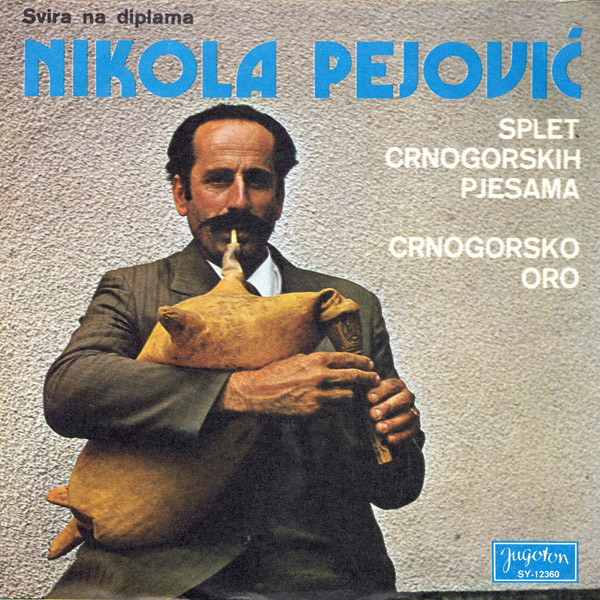 Svira na diplama
NIKOLA PEJOVIĆ
SPLET
CRNOGORSKIH
PJESAMA
CRNOGORSKO
ORO
Jugoton
SY-12360